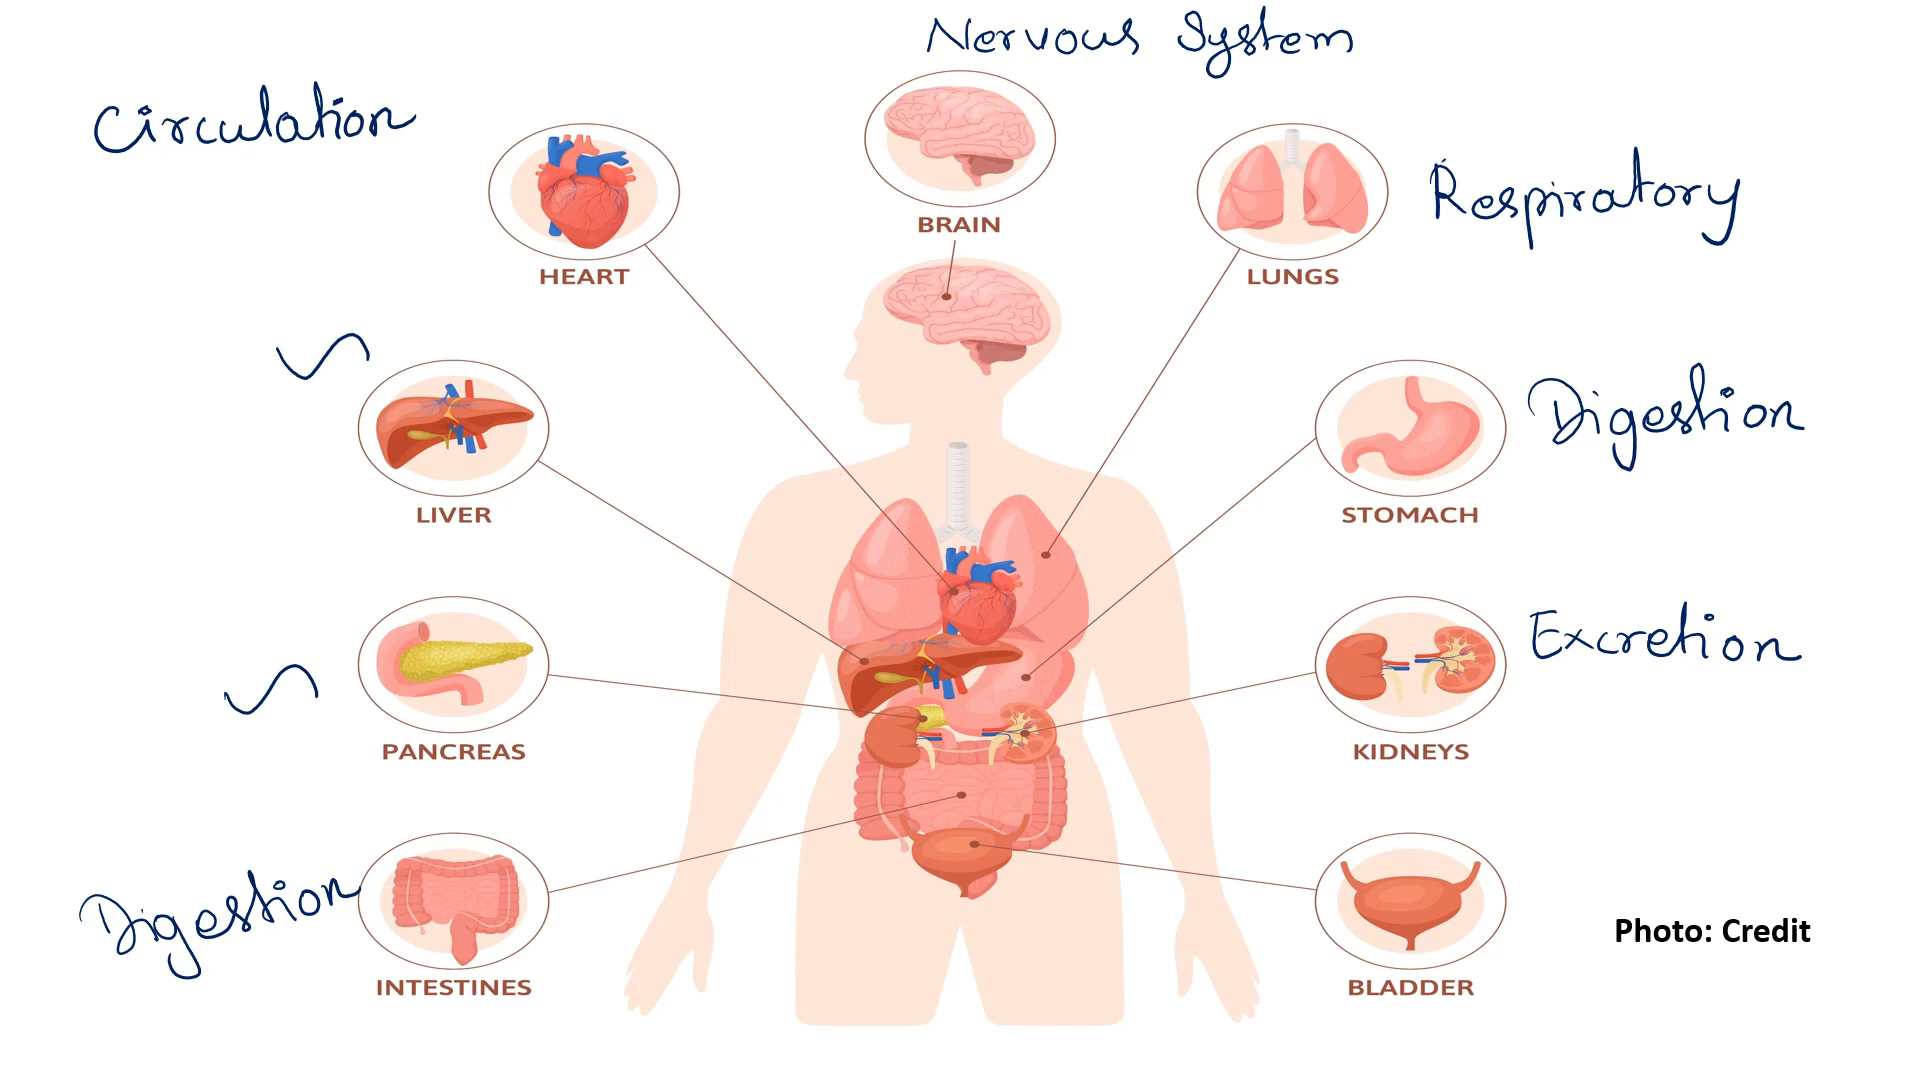 Nervous System
Circulation
BRAIN
Respiratory
HEART
LUNGS
Digestion
LIVER
STOMACH
Excretion
PANCREAS
KIDNEYS
Digestion
Photo: Credit
INTESTINES
BLADDER